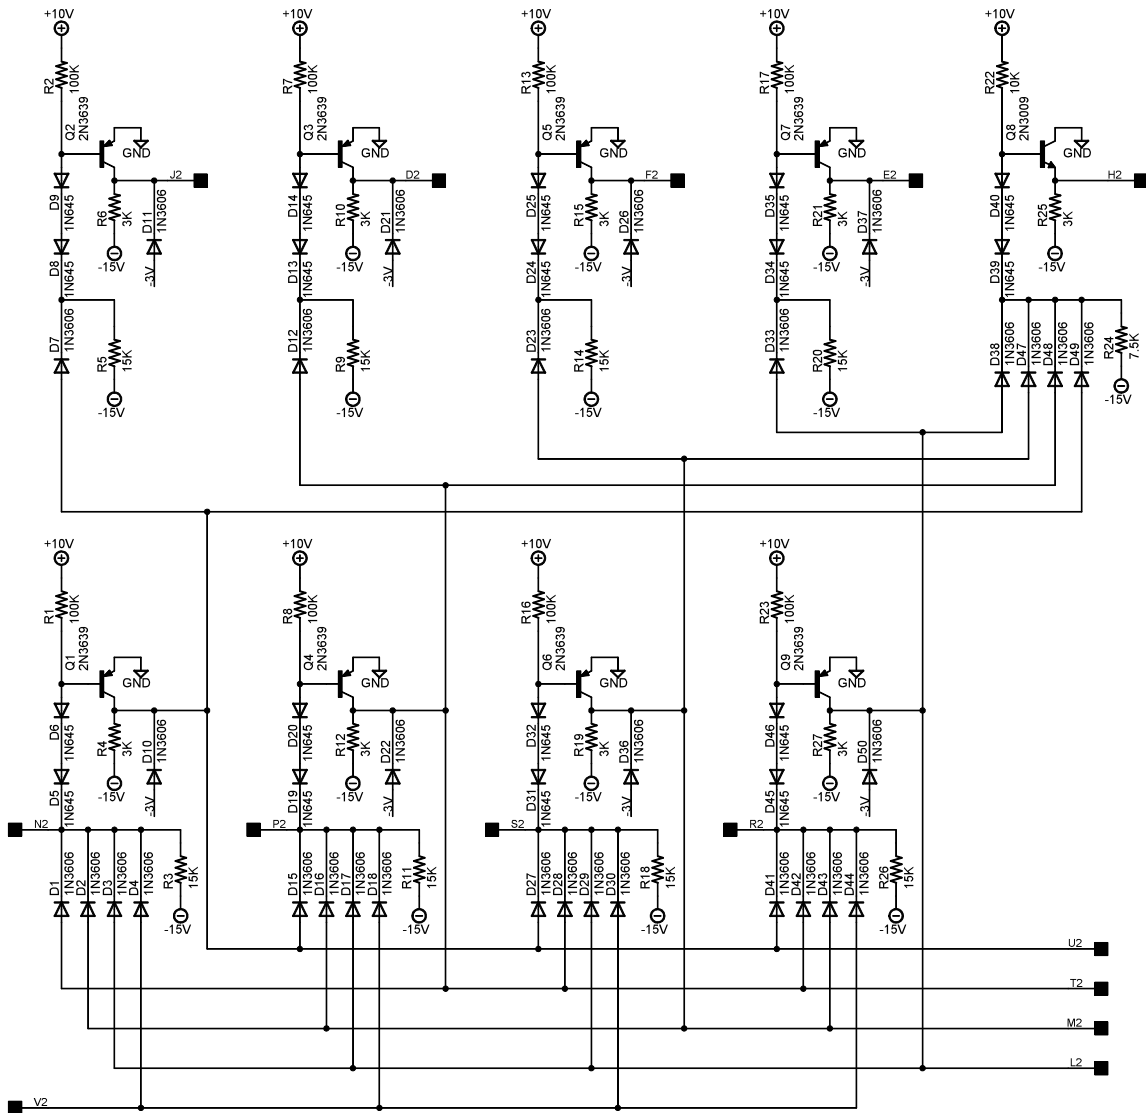 +10V +10V +10V +10V +10V
R2 100K R7 100K R13 100K R17 100K R22 10K
Q2 2N3639 Q3 2N3639 Q5 2N3639 Q7 2N3639 Q8 2N3009
GND GND GND GND GND
J2 D2 F2 E2 H2
D9 1N645 R6 3K D11 1N3606 D14 1N645 R10 3K D21 1N3606 D25 1N645 R15 3K D26 1N3606 D35 1N645 R21 3K D37 1N3606 D40 1N645 R25 3K
D8 1N645 -15V -3V D13 1N645 -15V -3V D24 1N645 -15V -3V D34 1N645 -15V -3V D39 1N645 -15V
D7 1N3606 R5 15K D12 1N3606 R9 15K D23 1N3606 R14 15K D33 1N3606 R20 15K D38 1N3606 D47 1N3606 D48 1N3606 D49 1N3606 R24 7.5K
-15V -15V -15V -15V -15V
+10V +10V +10V +10V
R1 100K R8 100K R16 100K R23 100K
Q1 2N3639 Q4 2N3639 Q6 2N3639 Q9 2N3639
GND GND GND GND
D6 1N645 R4 3K D10 1N3606 D20 1N645 R12 3K D22 1N3606 D32 1N645 R19 3K D36 1N3606 D46 1N645 R27 3K D50 1N3606
D5 1N645 -15V -3V D19 1N645 -15V -3V D31 1N645 -15V -3V D45 1N645 -15V -3V
N2 P2 S2 R2
D1 1N3606 D2 1N3606 D3 1N3606 D4 1N3606 R3 15K D15 1N3606 D16 1N3606 D17 1N3606 D18 1N3606 R11 15K D27 1N3606 D28 1N3606 D29 1N3606 D30 1N3606 R18 15K D41 1N3606 D42 1N3606 D43 1N3606 D44 1N3606 R26 15K
-15V -15V -15V -15V
U2
T2
M2
L2
V2